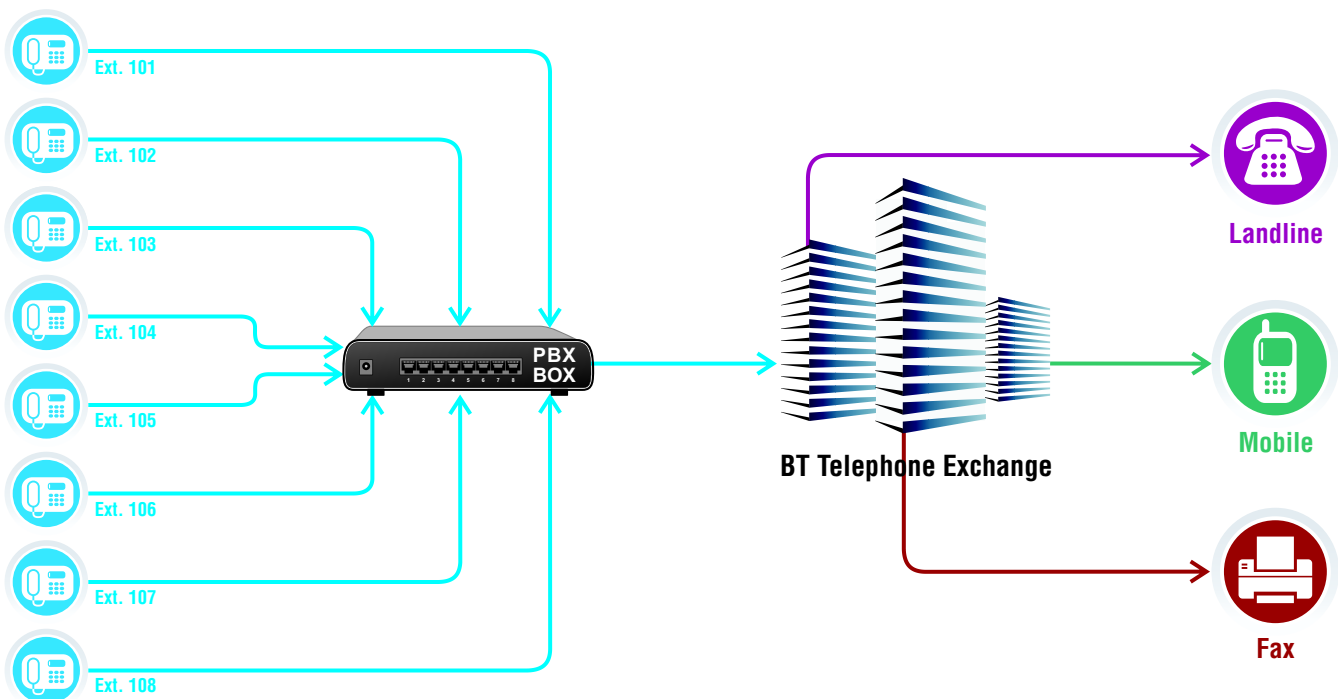 Ext. 101
Ext. 102
Ext. 103
Ext. 104
Ext. 105
Ext. 106
Ext. 107
Ext. 108
PBX
BOX
1 2 3 4 5 6 7 8
BT Telephone Exchange
Landline
Mobile
Fax